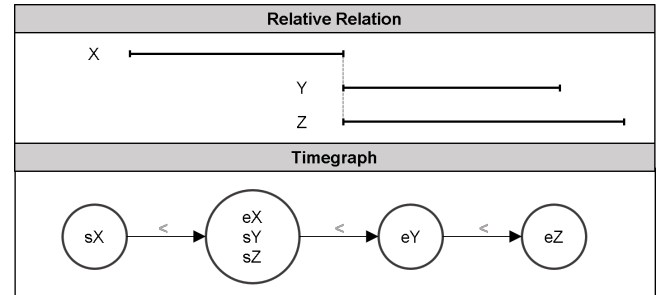 Relative Relation
X
Y
Z
Timegraph
sX
<
eX
sY
sZ
<
eY
<
eZ